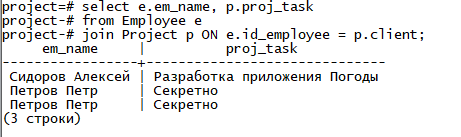 project=# select e.em_name, p.proj_task
project-# from Employee e
project-# join Project p ON e.id_employee = p.client;
em_name | proj_task
-----------------+------------------------------
Сидоров Алексей | Разработка приложения Погоды
Петров Петр | Секретно
Петров Петр | Секретно
(3 строки)